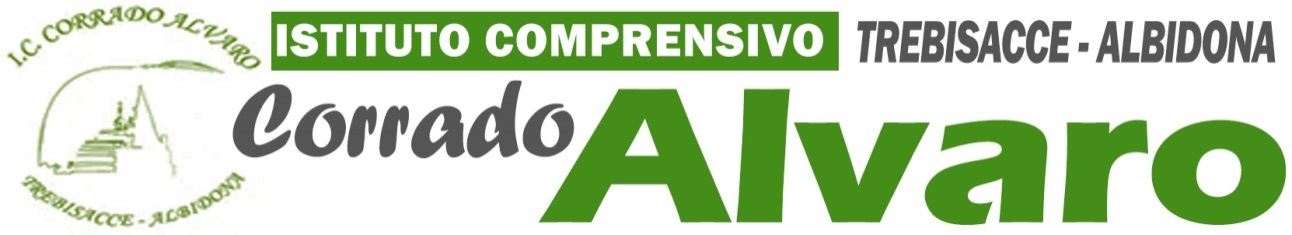 I.C. CORRADO ALVARO
TREBISACCE - ALBIDONA
ISTITUTO COMPRENSIVO TREBISACCE - ALBIDONA
Corrado Alvaro